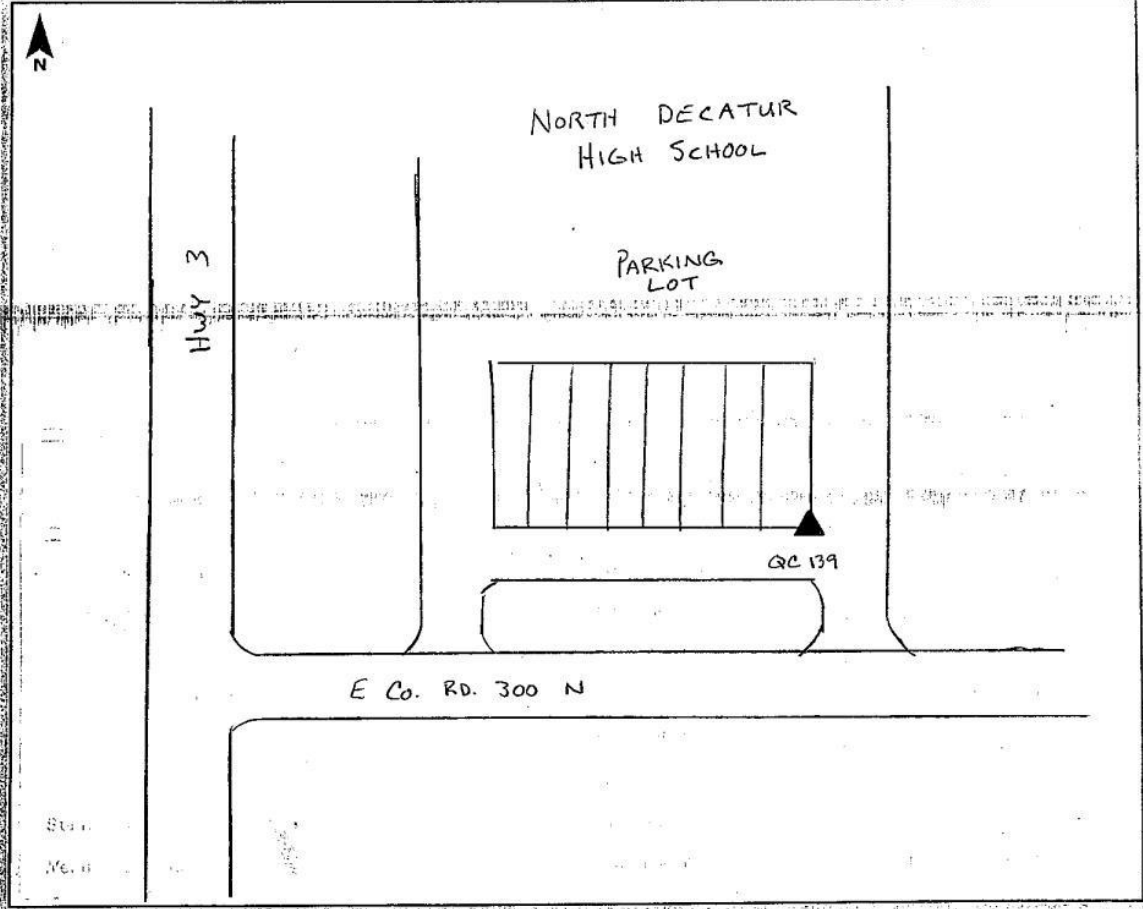 N
NORTH DECATUR
HIGH SCHOOL
PARKING
LOT
HWY 3
QC 139
E Co. RD. 300 N